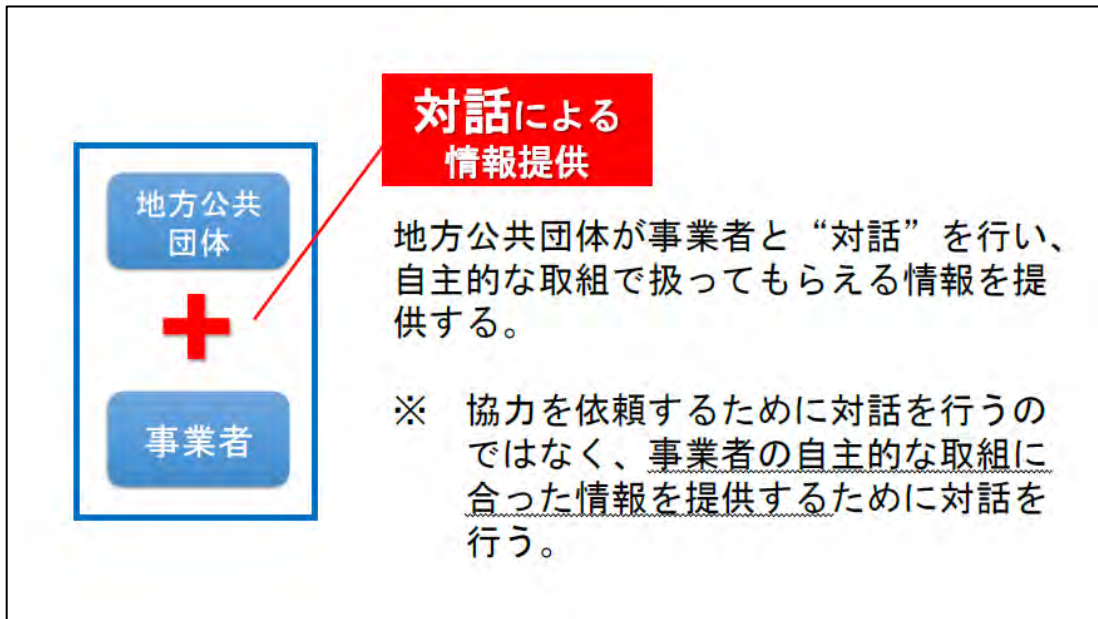 対話による
情報提供
地方公共
団体
事業者
地方公共団体が事業者と“対話”を行い、
自主的な取組で扱ってもらえる情報を提
供する。
※ 協力を依頼するために対話を行うの
ではなく、事業者の自主的な取組に
合った情報を提供するために対話を
行う。